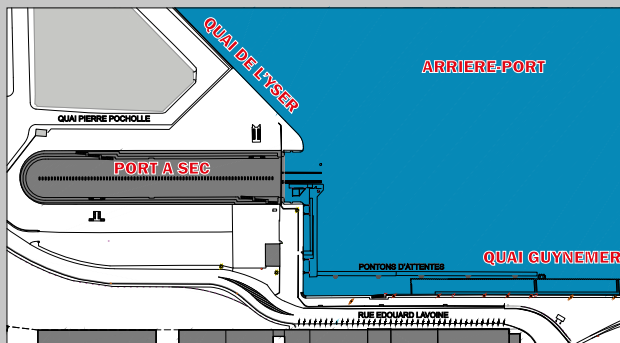 QUAI DE L'YSER
ARRIERE-PORT
QUAI PIERRE POCHOLLE
PORT A SEC
QUAI GUYNEMER
PONTONS D'ATTENTES
RUE EDOUARD LAVOINE